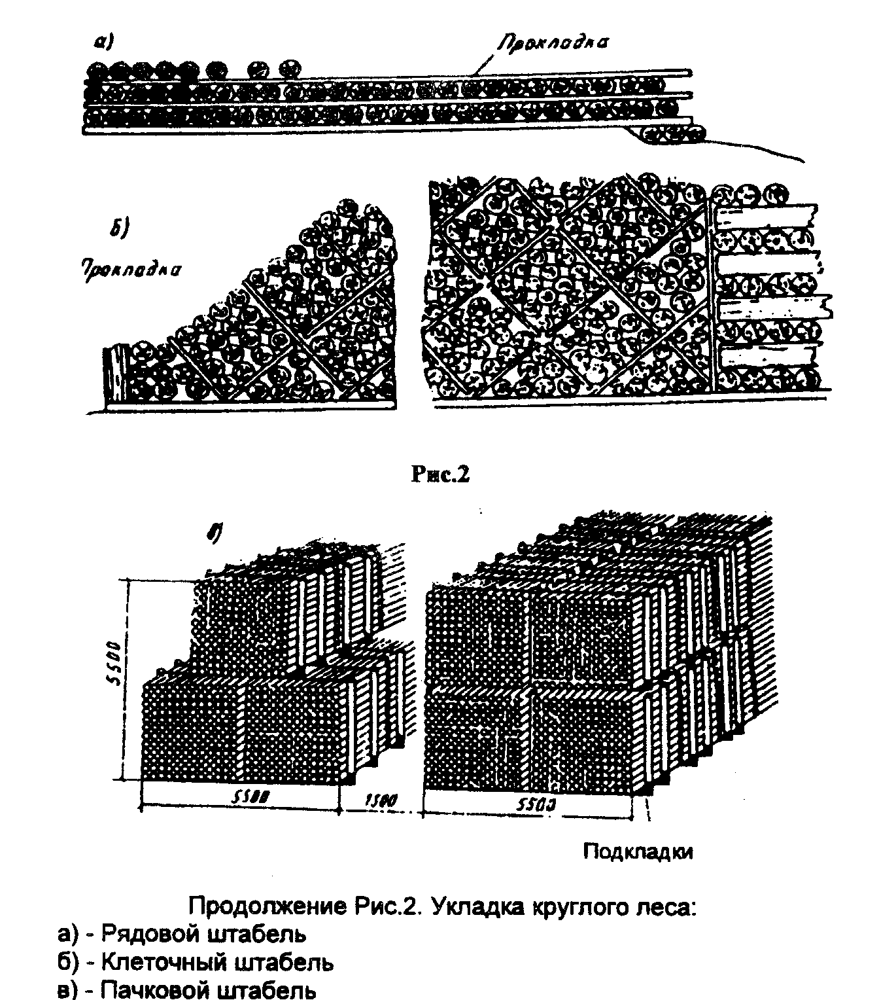 а)
Прокладка
б)
Прокладка
Рис.2
в)
5500
5500
1500
5500
Подкладки
Продолжение Рис.2. Укладка круглого леса:
а) - Рядовой штабель
б) - Клеточный штабель
в) - Пачковой штабель